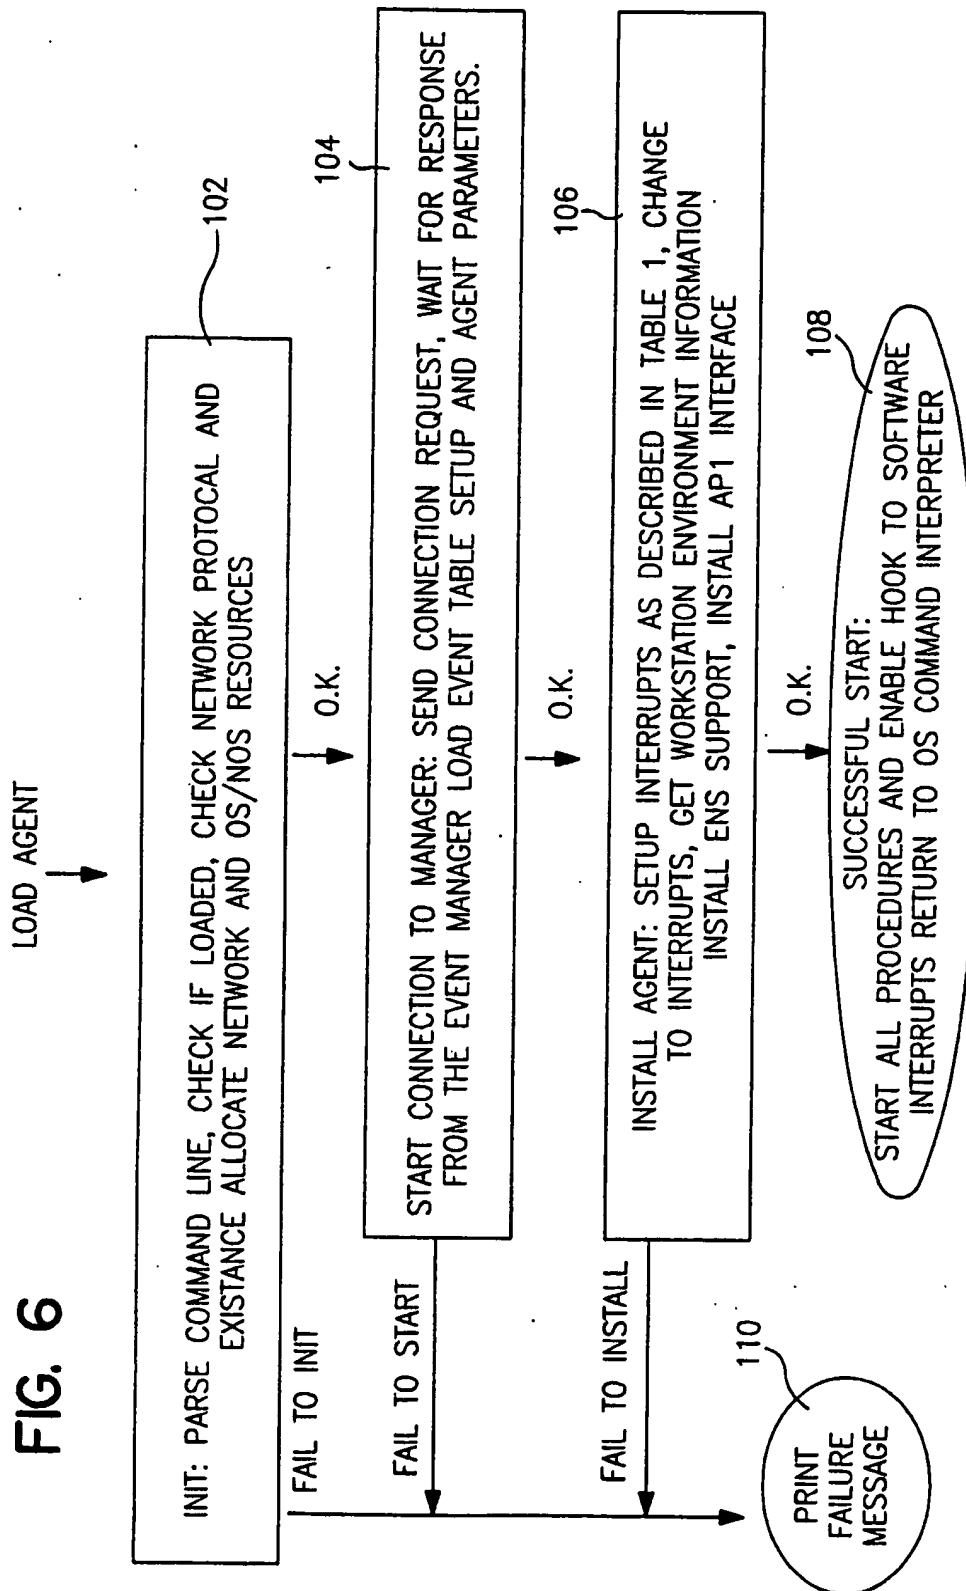 FIG. 6
LOAD AGENT
102
INIT: PARSE COMMAND LINE, CHECK IF LOADED, CHECK NETWORK PROTOCAL AND
EXISTANCE ALLOCATE NETWORK AND OS/NOS RESOURCES
FAIL TO INIT
O.K.
104
START CONNECTION TO MANAGER: SEND CONNECTION REQUEST, WAIT FOR RESPONSE
FROM THE EVENT MANAGER LOAD EVENT TABLE SETUP AND AGENT PARAMETERS.
FAIL TO START
O.K.
106
INSTALL AGENT: SETUP INTERRUPTS AS DESCRIBED IN TABLE 1, CHANGE
TO INTERRUPTS, GET WORKSTATION ENVIRONMENT INFORMATION
INSTALL ENS SUPPORT, INSTALL AP1 INTERFACE
FAIL TO INSTALL
O.K.
110
PRINT
FAILURE
MESSAGE
108
SUCCESSFUL START:
START ALL PROCEDURES AND ENABLE HOOK TO SOFTWARE
INTERRUPTS RETURN TO OS COMMAND INTERPRETER